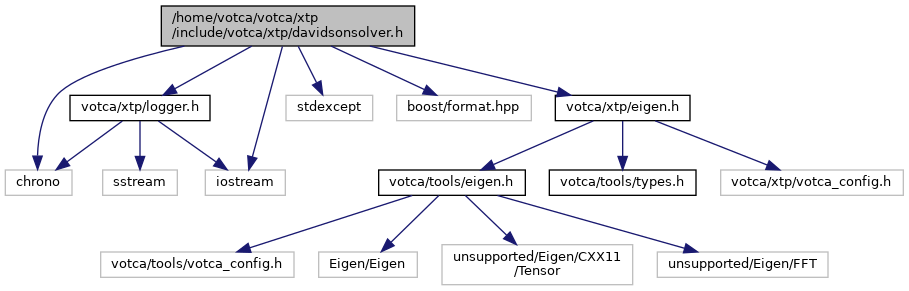 /home/votca/votca/xtp
/include/votca/xtp/davidsonsolver.h
votca/xtp/logger.h
stdexcept
boost/format.hpp
votca/xtp/eigen.h
chrono
sstream
iostream
votca/tools/eigen.h
votca/tools/types.h
votca/xtp/votca_config.h
votca/tools/votca_config.h
Eigen/Eigen
unsupported/Eigen/CXX11
/Tensor
unsupported/Eigen/FFT